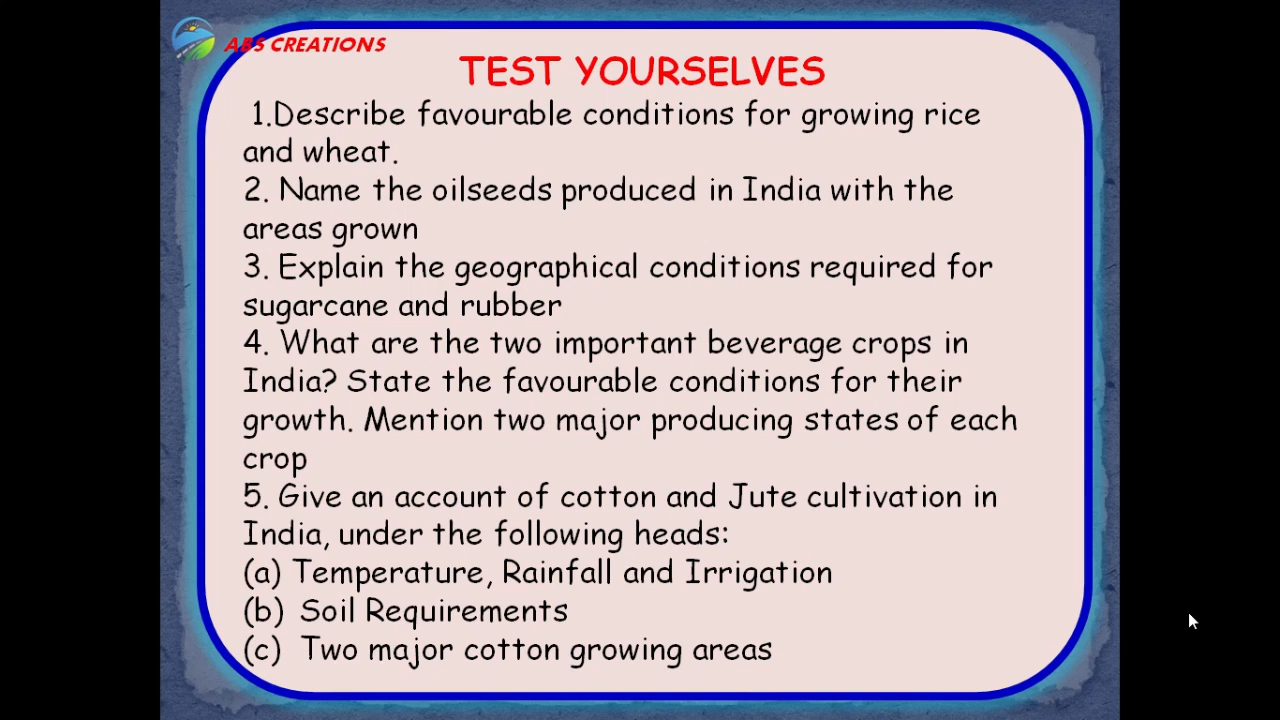 ABS CREATIONS
TEST YOURSELVES
1.Describe favourable conditions for growing rice
and wheat.
2. Name the oilseeds produced in India with the
areas grown
3. Explain the geographical conditions required for
sugarcane and rubber
4. What are the two important beverage crops in
India? State the favourable conditions for their
growth. Mention two major producing states of each
crop
5. Give an account of cotton and Jute cultivation in
India, under the following heads:
(a) Temperature, Rainfall and Irrigation
(b) Soil Requirements
(c) Two major cotton growing areas